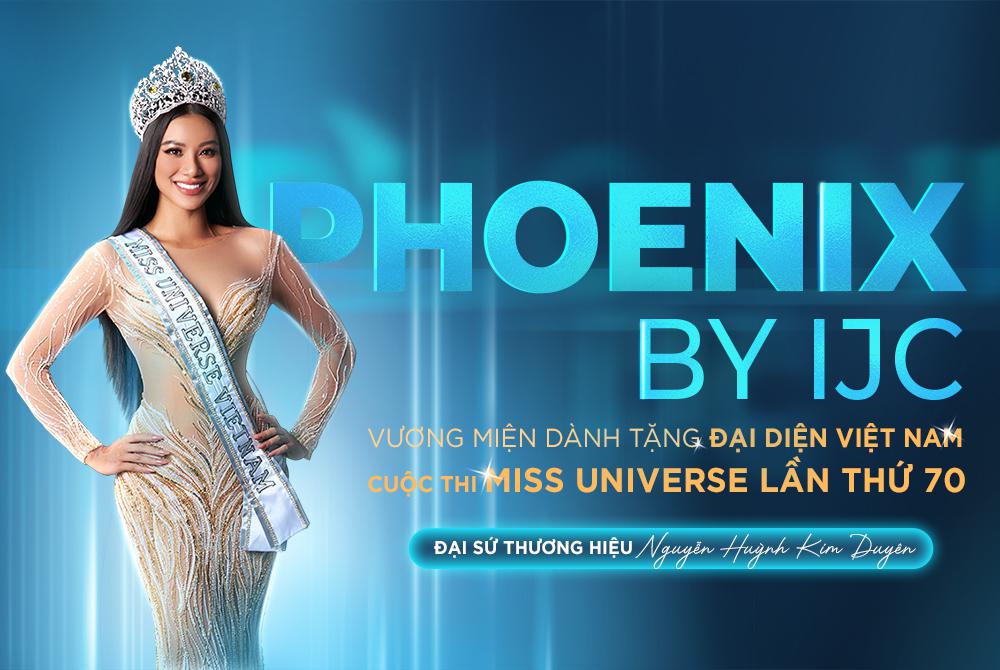 MISS UNIVERSE VIETNAM
PHOENIX
BY IJC
VƯƠNG MIỆN DÀNH TẶNG ĐẠI DIỆN VIỆT NAM
CUỘC THI MISS UNIVERSE LẦN THỨ 70
ĐẠI SỨ THƯƠNG HIỆU Nguyễn Huỳnh Kim Duyên